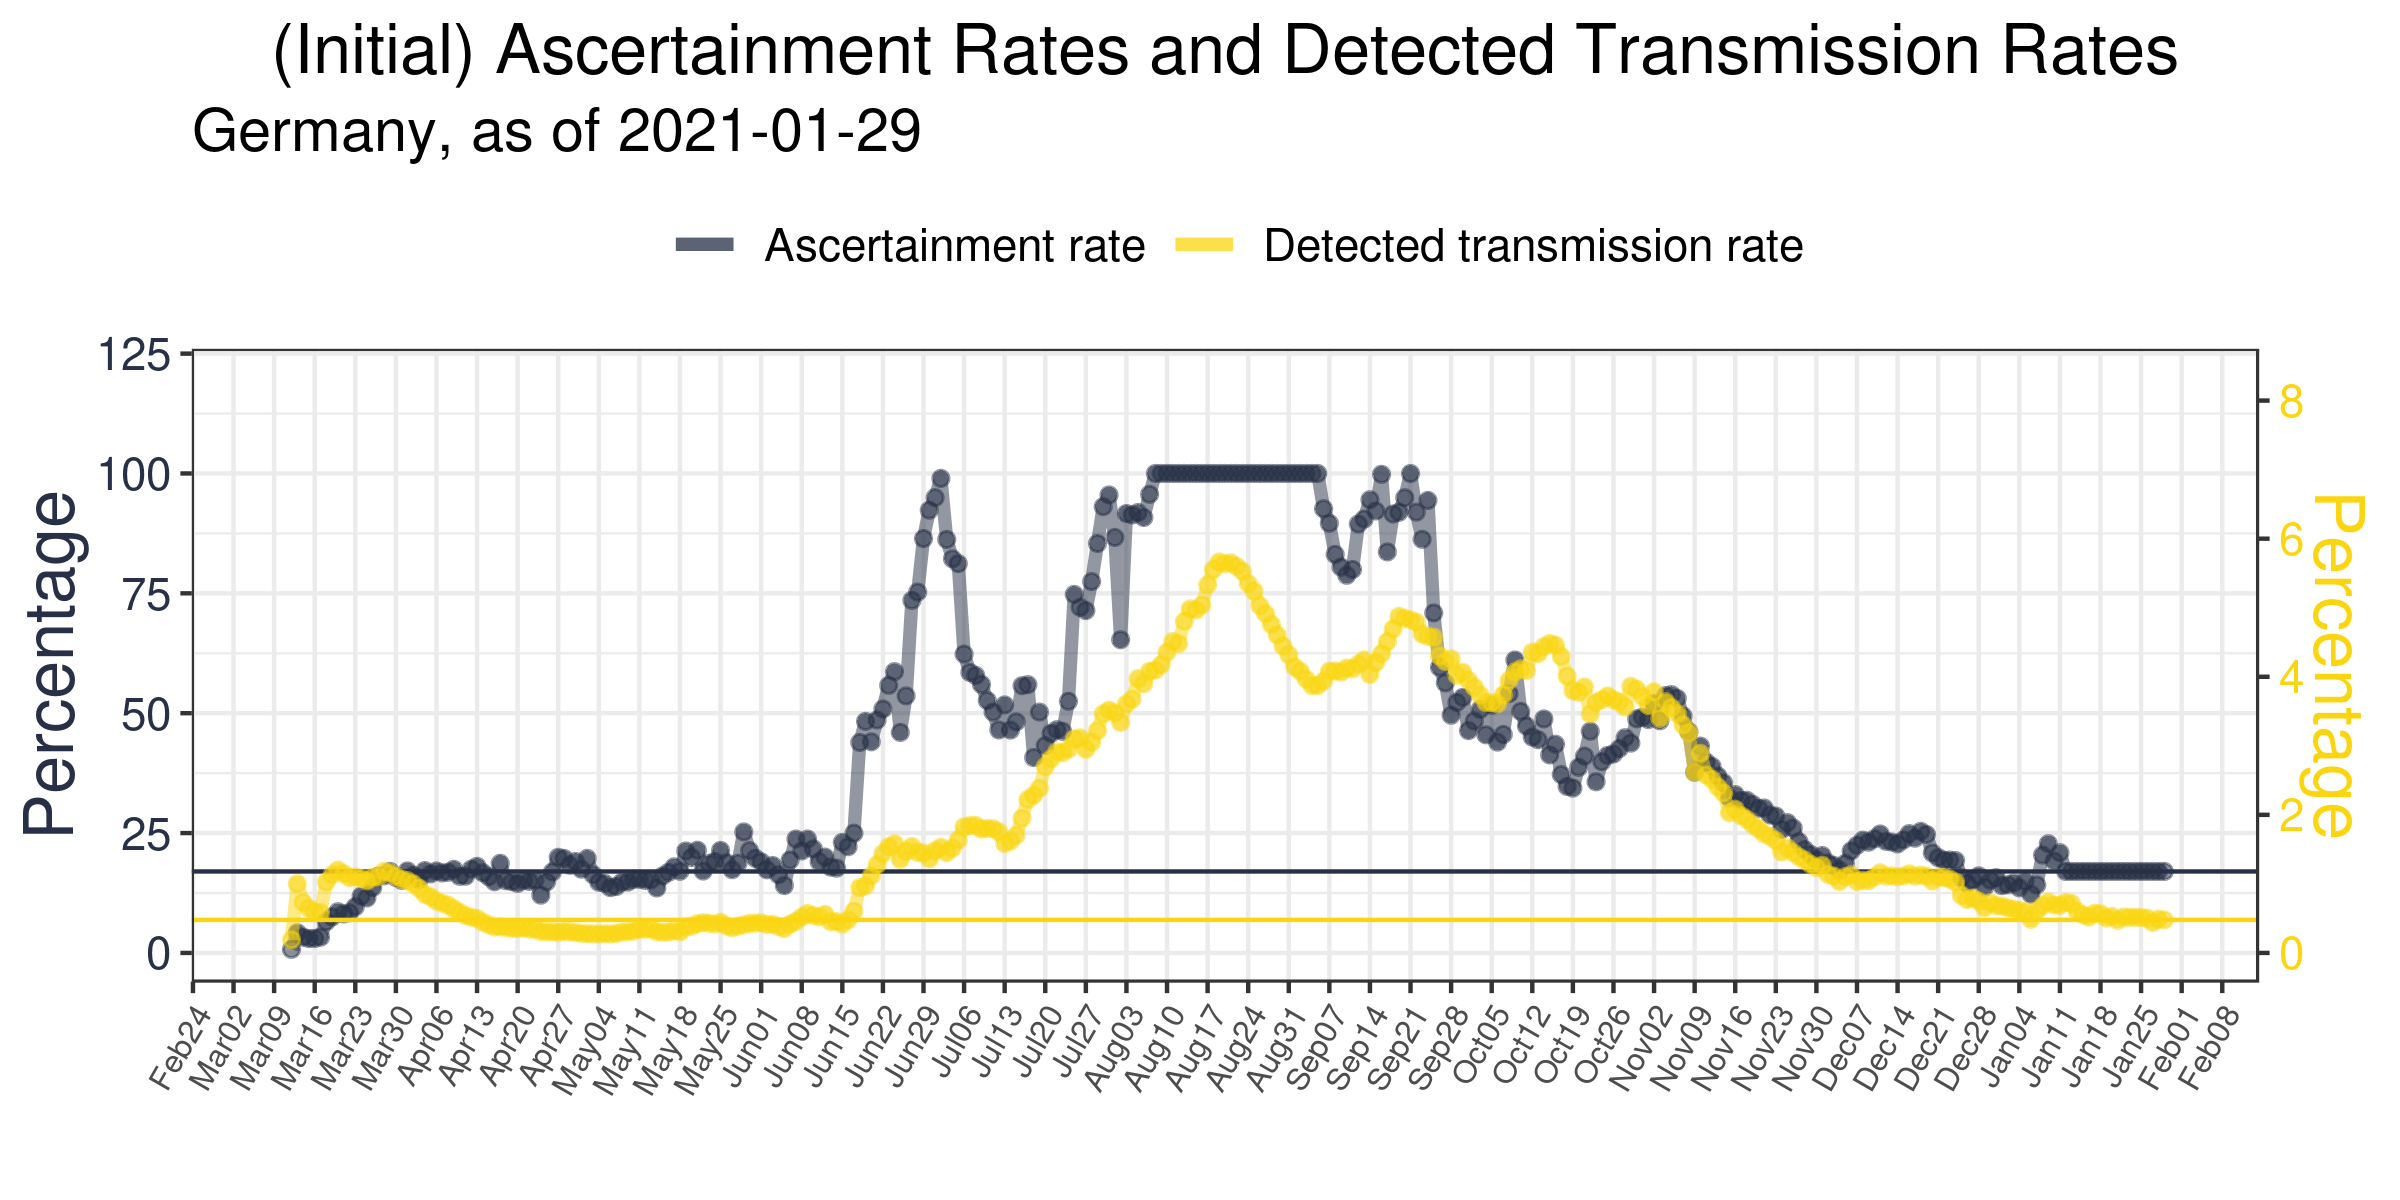 (Initial) Ascertainment Rates and Detected Transmission Rates
Germany, as of 2021-01-29
Ascertainment rate
Detected transmission rate
Percentage
125
100
75
50
25
0
8
6
4
2
0
Percentage
Feb24
Mar02
Mar09
Mar16
Mar23
Mar30
Apr06
Apr13
Apr20
Apr27
May04
May11
May18
May25
Jun01
Jun08
Jun15
Jun22
Jun29
Jul06
Jul13
Jul20
Jul27
Aug03
Aug10
Aug17
Aug24
Aug31
Sep07
Sep14
Sep21
Sep28
Oct05
Oct12
Oct19
Oct26
Nov02
Nov09
Nov16
Nov23
Nov30
Dec07
Dec14
Dec21
Dec28
Jan04
Jan11
Jan18
Jan25
Feb01
Feb08